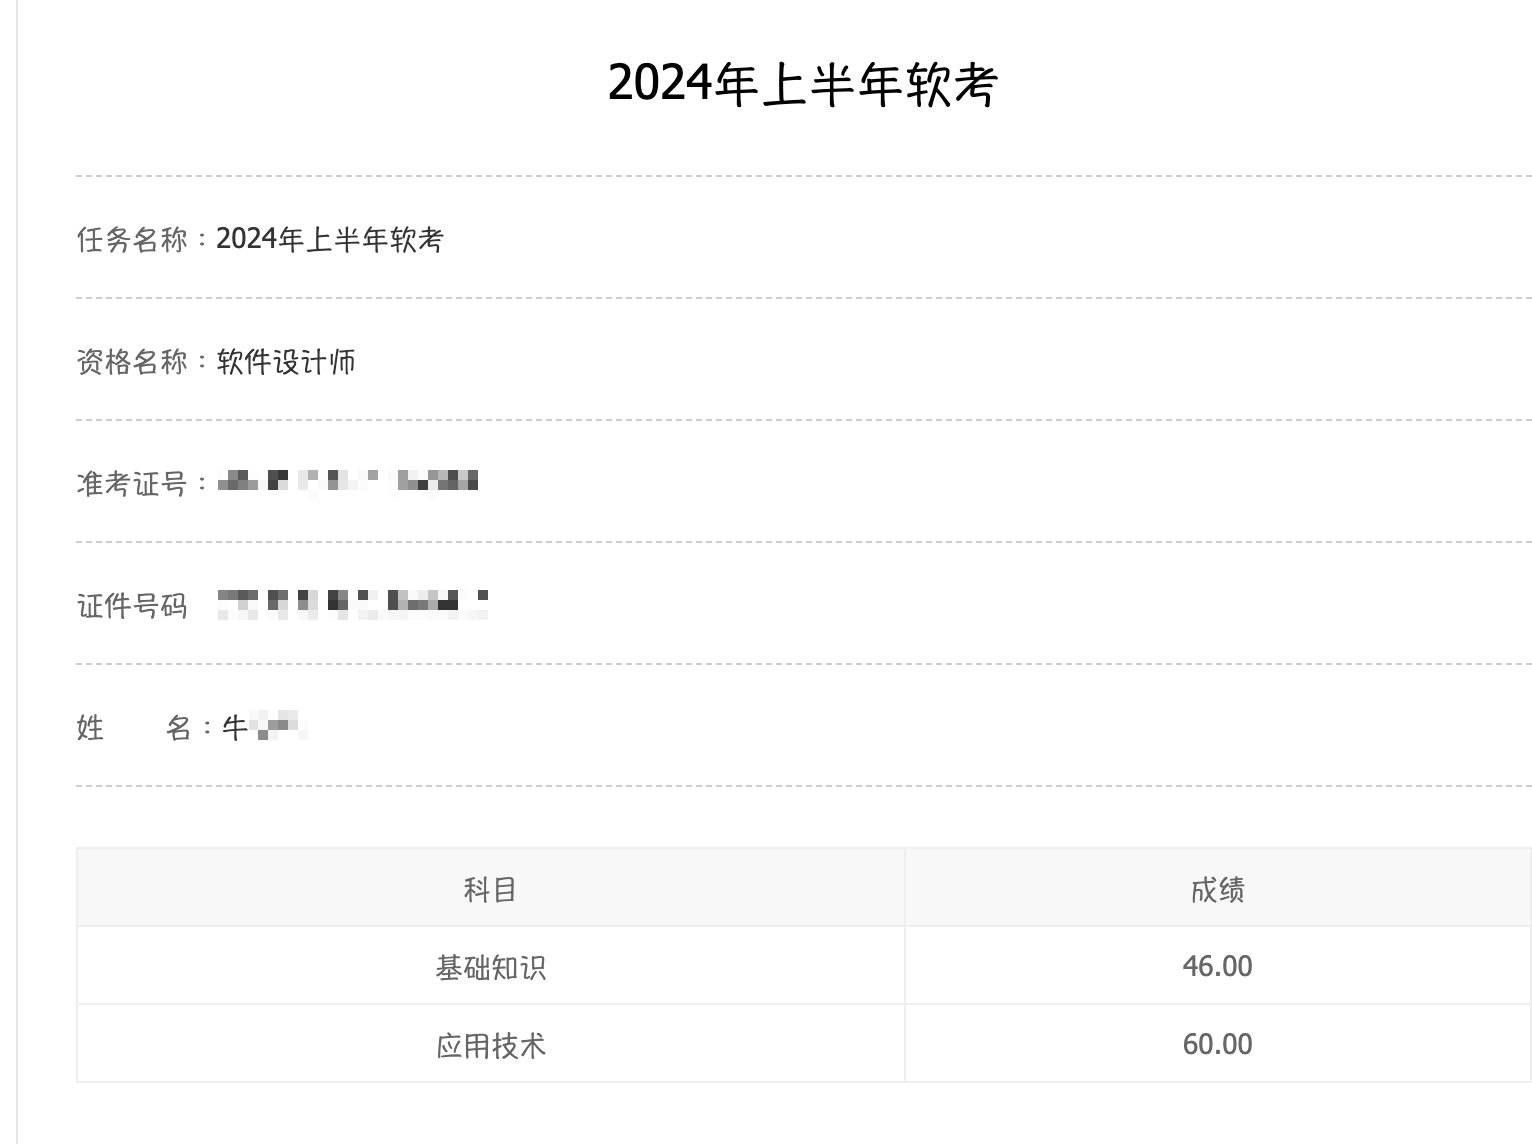 2024年上半年软考
任务名称：2024年上半年软考
资格名称：软件设计师
准考证号：
证件号码
姓 名：牛
科目 成绩
基础知识 46.00
应用技术 60.00